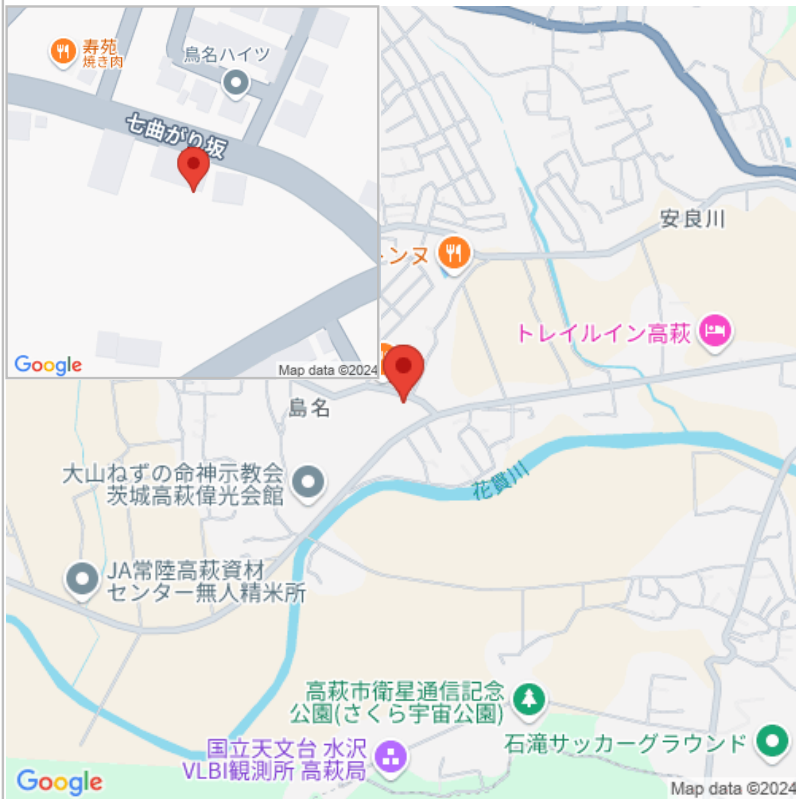 寿苑
焼き肉
鳥名ハイツ
七曲がり坂
Google
Map data ©2024
安良川
ンヌ
トレイルイン高萩
島名
大山ねずの命神示教会
茨城高萩偉光会館
花貫川
JA常陸高萩資材
センター無人精米所
高萩市衛星通信記念
公園(さくら宇宙公園)
国立天文台 水沢
VLBI観測所 高萩局
石滝サッカーグラウンド
Google
Map data ©2024